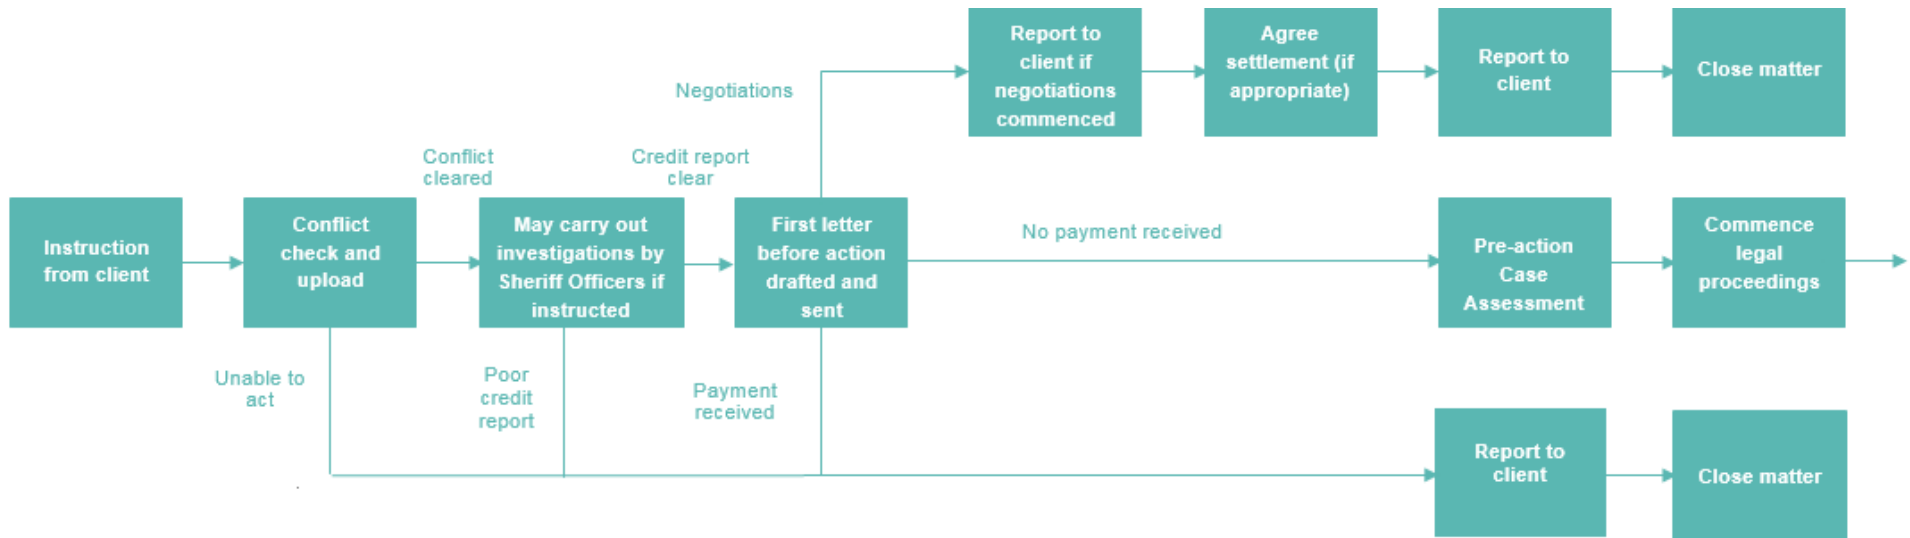 Report to
client if
negotiations
commenced
Agree
settlement (if
appropriate)
Report to
client
Close matter
Negotiations
Conflict
cleared
Credit report
clear
Instruction
from client
Conflict
check and
upload
May carry out
investigations by
Sheriff Officers if
instructed
First letter
before action
drafted and
sent
No payment received
Pre-action
Case
Assessment
Commence
legal
proceedings
Unable to
act
Poor
credit
report
Payment
received
Report to
client
Close matter